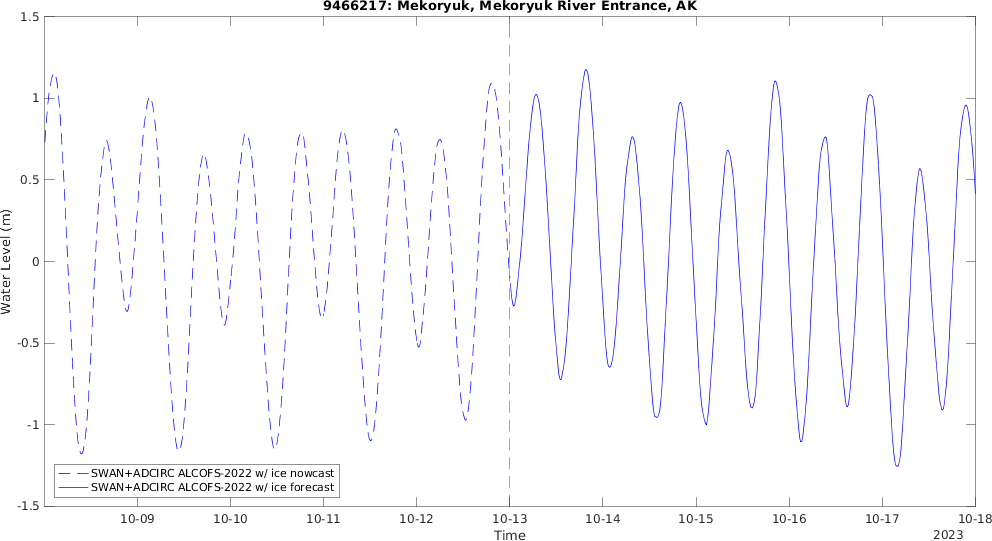 9466217: Mekoryuk, Mekoryuk River Entrance, AK
1.5
1
0.5
0
-0.5
-1
-1.5
Water Level (m)
SWAN+ADCIRC ALCOFS-2022 w/ ice nowcast
SWAN+ADCIRC ALCOFS-2022 w/ ice forecast
10-09 10-10 10-11 10-12 10-13 10-14 10-15 10-16 10-17 10-18
Time
2023